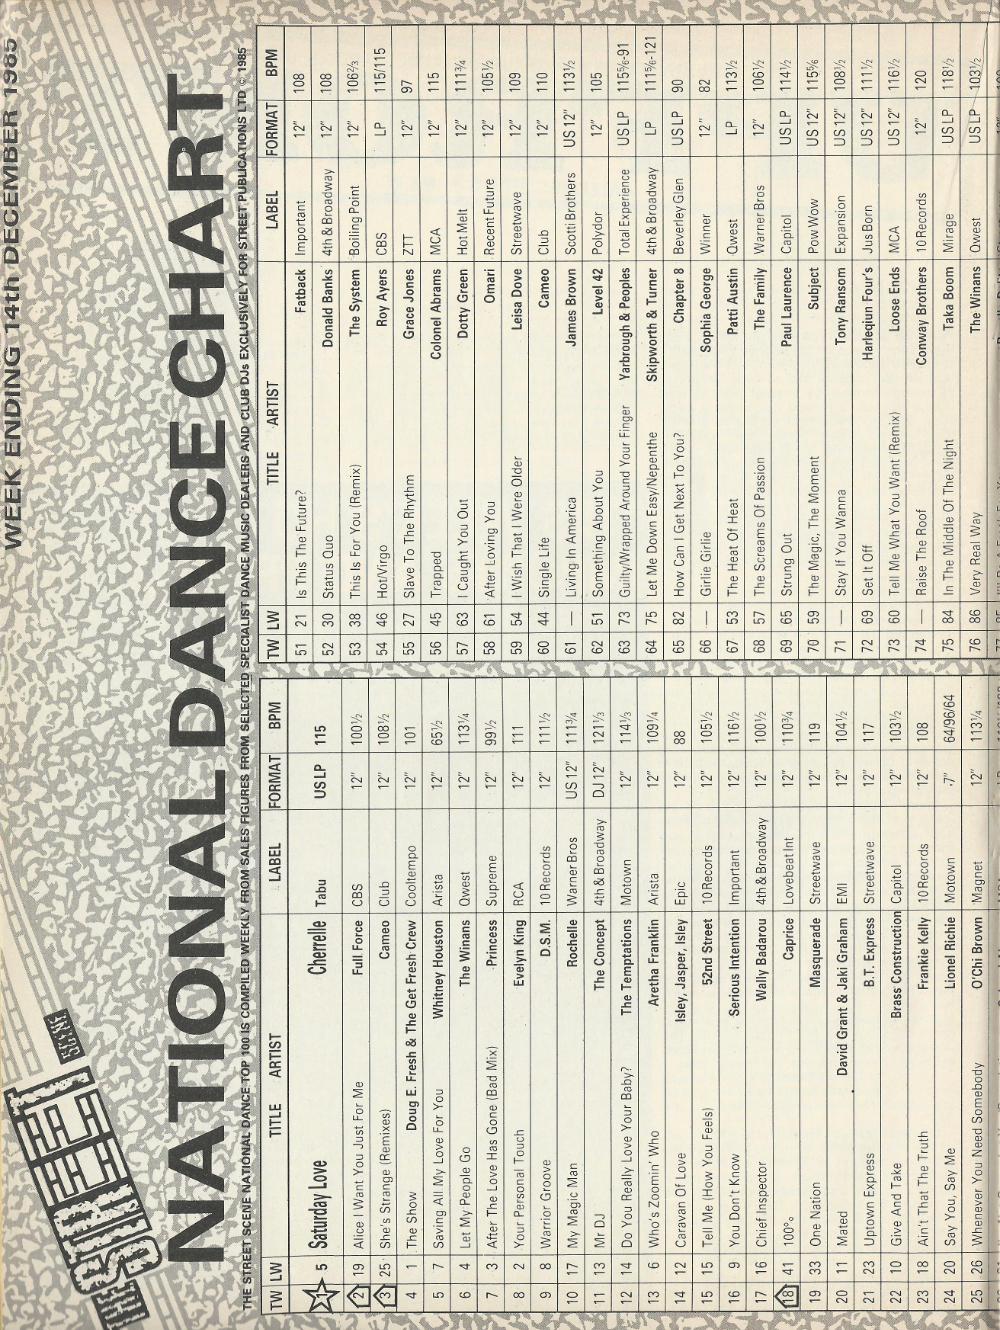 WEEK ENDING 14th DECEMBER 1985
STREET SCENE
NATIONAL DANCE CHART
THE STREET SCENE NATIONAL DANCE TOP 100 IS COMPILED WEEKLY FROM SALES FIGURES FROM SELECTED SPECIALIST DANCE MUSIC DEALERS AND CLUB DJs EXCLUSIVELY FOR STREET PUBLICATIONS LTD © 1985
TW LW TITLE ARTIST LABEL FORMAT BPM
1 5 Saturday Love Cherrelle Tabu US LP 115
2 19 Alice I Want You Just For Me Full Force CBS 12" 100½
3 25 She's Strange (Remixes) Cameo Club 12" 108½
4 1 The Show Doug E. Fresh & The Get Fresh Crew Cooltempo 12" 101
5 7 Saving All My Love For You Whitney Houston Arista 12" 65½
6 4 Let My People Go The Winans Qwest 12" 113¼
7 3 After The Love Has Gone (Bad Mix) Princess Supreme 12" 99½
8 2 Your Personal Touch Evelyn King RCA 12" 111
9 8 Warrior Groove D.S.M. 10 Records 12" 111½
10 17 My Magic Man Rochelle Warner Bros US 12" 111¾
11 13 Mr DJ The Concept 4th & Broadway DJ 12" 121⅓
12 14 Do You Really Love Your Baby? The Temptations Motown 12" 114⅓
13 6 Who's Zoomin' Who Aretha Franklin Arista 12" 109¼
14 12 Caravan Of Love Isley, Jasper, Isley Epic 12" 88
15 15 Tell Me (How You Feels) 52nd Street 10 Records 12" 105½
16 9 You Don't Know Serious Intention Important 12" 116½
17 16 Chief Inspector Wally Badarou 4th & Broadway 12" 100½
18 41 100% Caprice Lovebeat Int 12" 110¾
19 33 One Nation Masquerade Streetwave 12" 119
20 11 Mated David Grant & Jaki Graham EMI 12" 104½
21 23 Uptown Express B.T. Express Streetwave 12" 117
22 10 Give And Take Brass Construction Capitol 12" 103½
23 18 Ain't That The Truth Frankie Kelly 10 Records 12" 108
24 20 Say You, Say Me Lionel Richie Motown 7" 64/96/64
25 26 Whenever You Need Somebody O'Chi Brown Magnet 12" 113¼
TW LW TITLE ARTIST LABEL FORMAT BPM
51 21 Is This The Future? Fatback Important 12" 108
52 30 Status Quo Donald Banks 4th & Broadway 12" 108
53 38 This Is For You (Remix) The System Boiling Point 12" 106⅔
54 46 Hot/Virgo Roy Ayers CBS LP 115/115
55 27 Slave To The Rhythm Grace Jones ZTT 12" 97
56 45 Trapped Colonel Abrams MCA 12" 115
57 63 I Caught You Out Dotty Green Hot Melt 12" 111¾
58 61 After Loving You Omari Recent Future 12" 105½
59 54 I Wish That I Were Older Leisa Dove Streetwave 12" 109
60 44 Single Life Cameo Club 12" 110
61 — Living In America James Brown Scotti Brothers US 12" 113½
62 51 Something About You Level 42 Polydor 12" 105
63 73 Guilty/Wrapped Around Your Finger Yarbrough & Peoples Total Experience US LP 115⅚-91
64 75 Let Me Down Easy/Nepenthe Skipworth & Turner 4th & Broadway LP 111⅚-121
65 82 How Can I Get Next To You? Chapter 8 Beverley Glen US LP 90
66 — Girlie Girlie Sophia George Winner 12" 82
67 53 The Heat Of Heat Patti Austin Qwest LP 113½
68 57 The Screams Of Passion The Family Warner Bros 12" 106½
69 65 Strung Out Paul Laurence Capitol US LP 114½
70 59 The Magic, The Moment Subject Pow Wow US 12" 115⅚
71 — Stay If You Wanna Tony Ransom Expansion US 12" 108½
72 69 Set It Off Harleqiun Four's Jus Born US 12" 111½
73 60 Tell Me What You Want (Remix) Loose Ends MCA US 12" 116½
74 — Raise The Roof Conway Brothers 10 Records 12" 120
75 84 In The Middle Of The Night Taka Boom Mirage US LP 118½
76 86 Very Real Way The Winans Qwest US LP 103½